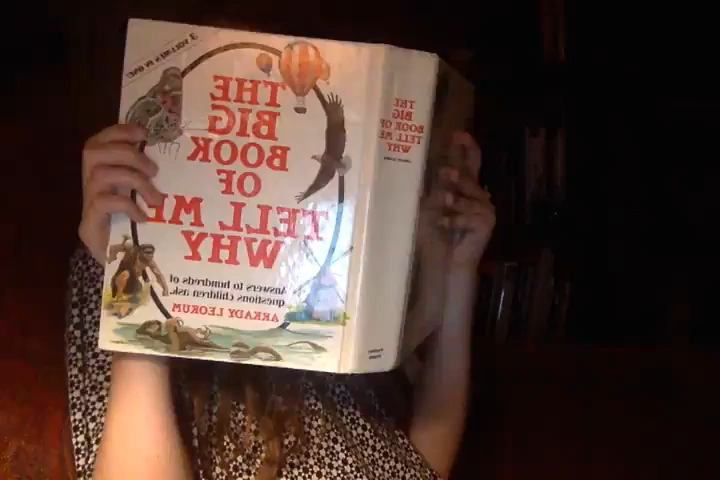 3 VOLUMES IN ONE!
THE
BIG
BOOK
OF
TELL ME
WHY
Answers to hundreds of
questions children ask.
ARKADY LEOKUM
THE
BIG
BOOK OF
TELL ME
WHY